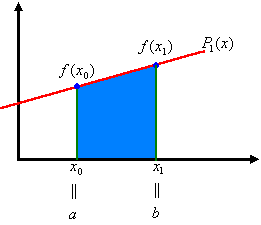 P₁(x)
f(x₀) f(x₁)
x₀ x₁
|| ||
a b